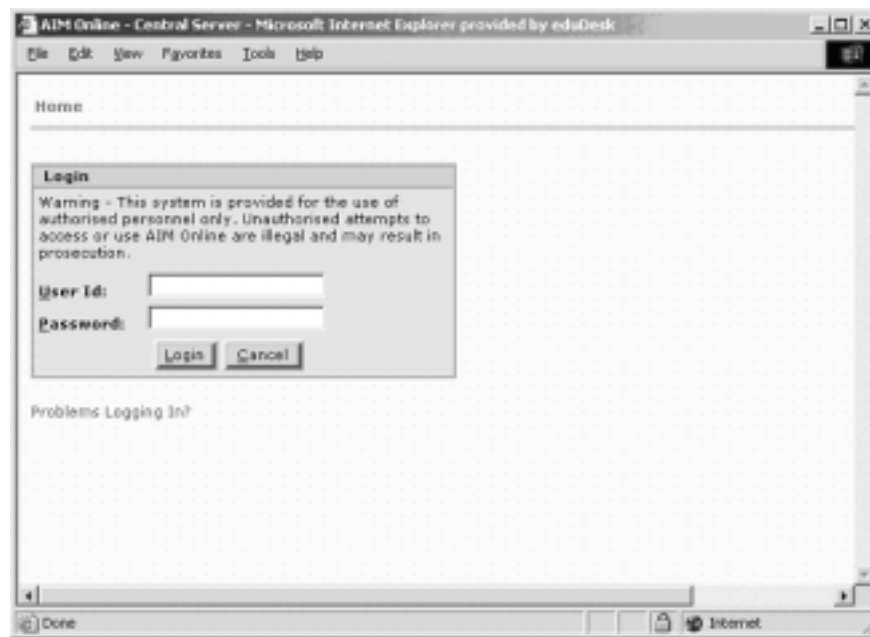 AIM Online - Central Server - Microsoft Internet Explorer provided by eduDesk
File Edit View Favorites Tools Help
Home
Login
Warning - This system is provided for the use of
authorised personnel only. Unauthorised attempts to
access or use AIM Online are illegal and may result in
prosecution.
User Id:
Password:
Login Cancel
Problems Logging In?
Done Internet